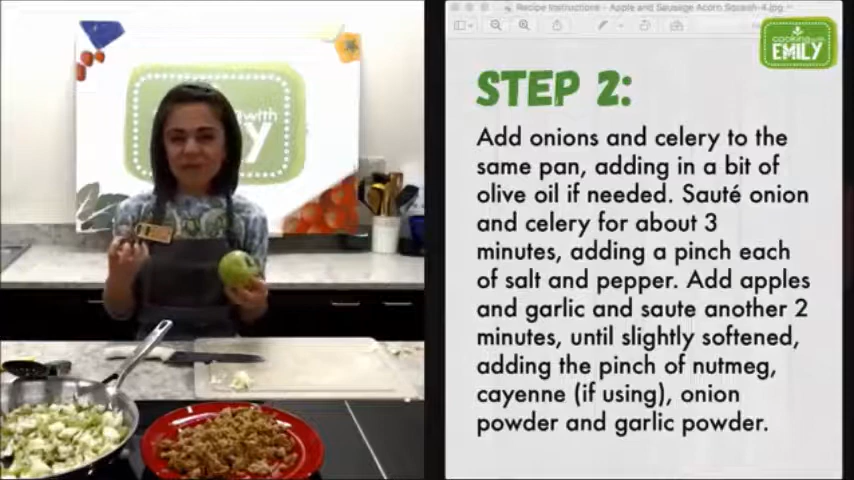 Recipe Instructions - Apple and Sausage Acorn Squash-4.jpg
cooking with
EMILY
STEP 2:
Add onions and celery to the
same pan, adding in a bit of
olive oil if needed. Sauté onion
and celery for about 3
minutes, adding a pinch each
of salt and pepper. Add apples
and garlic and saute another 2
minutes, until slightly softened,
adding the pinch of nutmeg,
cayenne (if using), onion
powder and garlic powder.
with